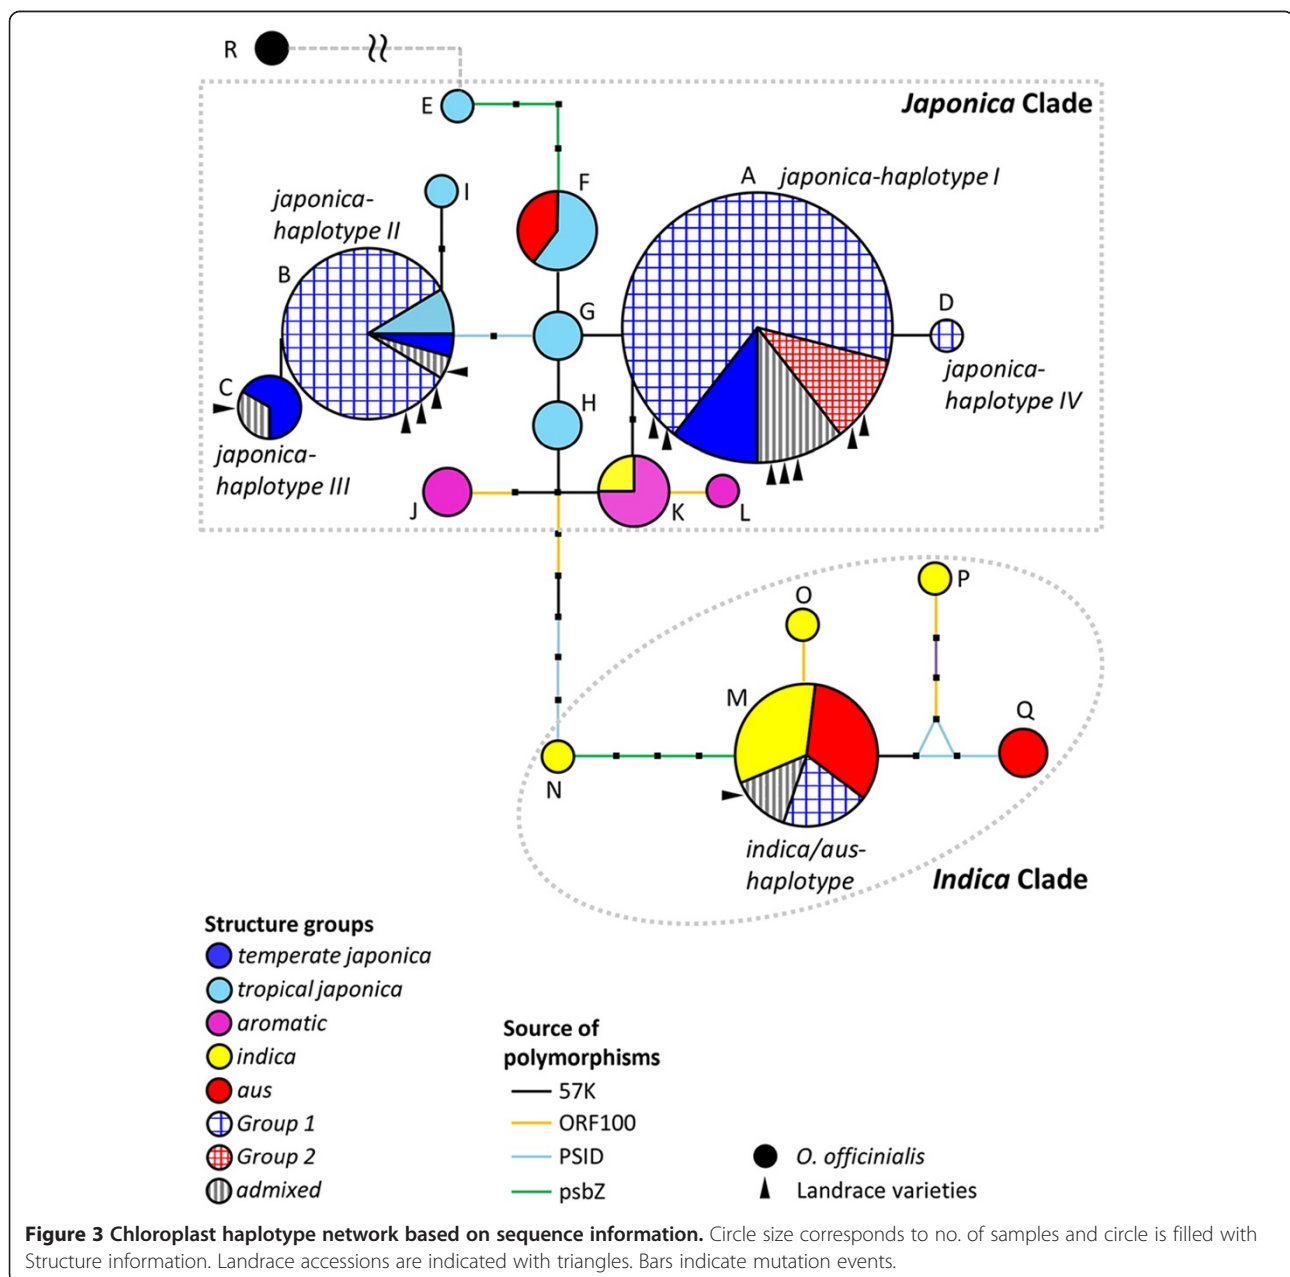 R
E
Japonica Clade
A
japonica-haplotype I
F
I
japonica-
haplotype II
B
G
D
japonica-
haplotype IV
C
H
japonica-
haplotype III
J
K
L
P
O
M
Q
N
indica/aus-
haplotype
Indica Clade
Structure groups
temperate japonica
tropical japonica
aromatic
indica
aus
Group 1
Group 2
admixed
Source of
polymorphisms
57K
ORF100
PSID
psbZ
O. officinialis
Landrace varieties
Figure 3 Chloroplast haplotype network based on sequence information. Circle size corresponds to no. of samples and circle is filled with
Structure information. Landrace accessions are indicated with triangles. Bars indicate mutation events.